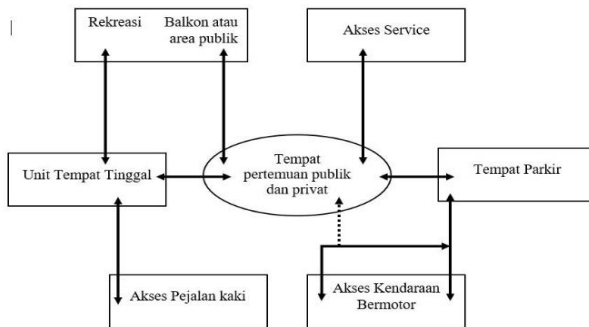 Rekreasi
Balkon atau
area publik
Akses Service
Unit Tempat Tinggal
Tempat
pertemuan publik
dan privat
Tempat Parkir
Akses Pejalan kaki
Akses Kendaraan
Bermotor